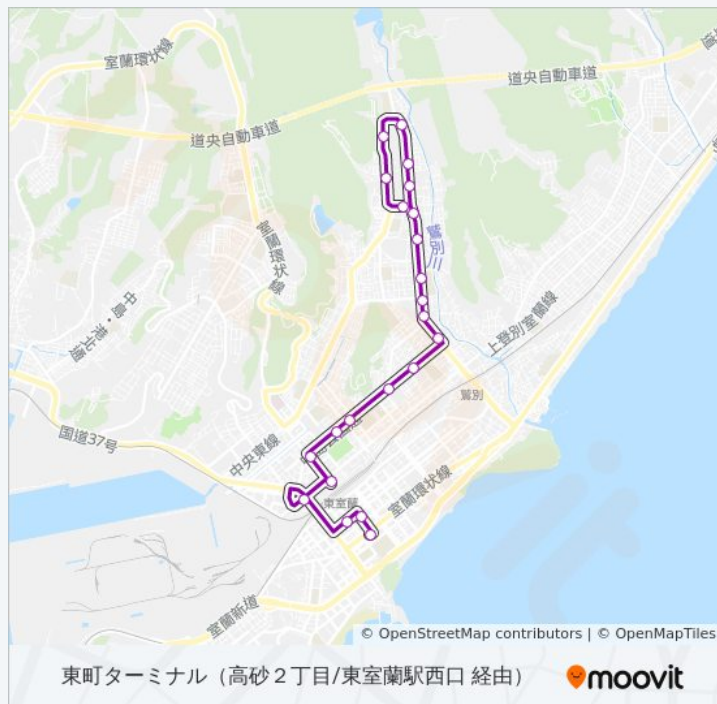 室蘭環状線
道央自動車道
道央自動車道
室蘭環状線
鷲別川
中島・港北通
上登別室蘭線
鷲別
国道37号
中央東線
室蘭環状線
東室蘭
室蘭新道
© OpenStreetMap contributors | © OpenMapTiles
東町ターミナル（高砂２丁目/東室蘭駅西口 経由）
moovit